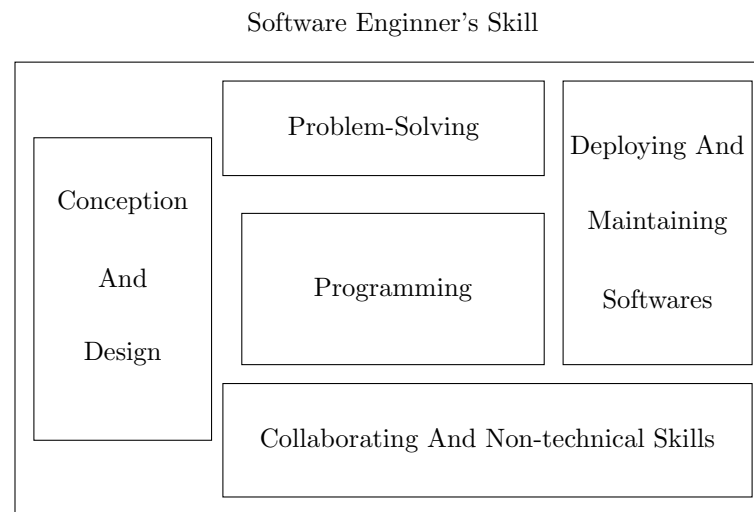 Software Enginner's Skill
Problem-Solving
Deploying And
Maintaining
Softwares
Conception
And
Design
Programming
Collaborating And Non-technical Skills